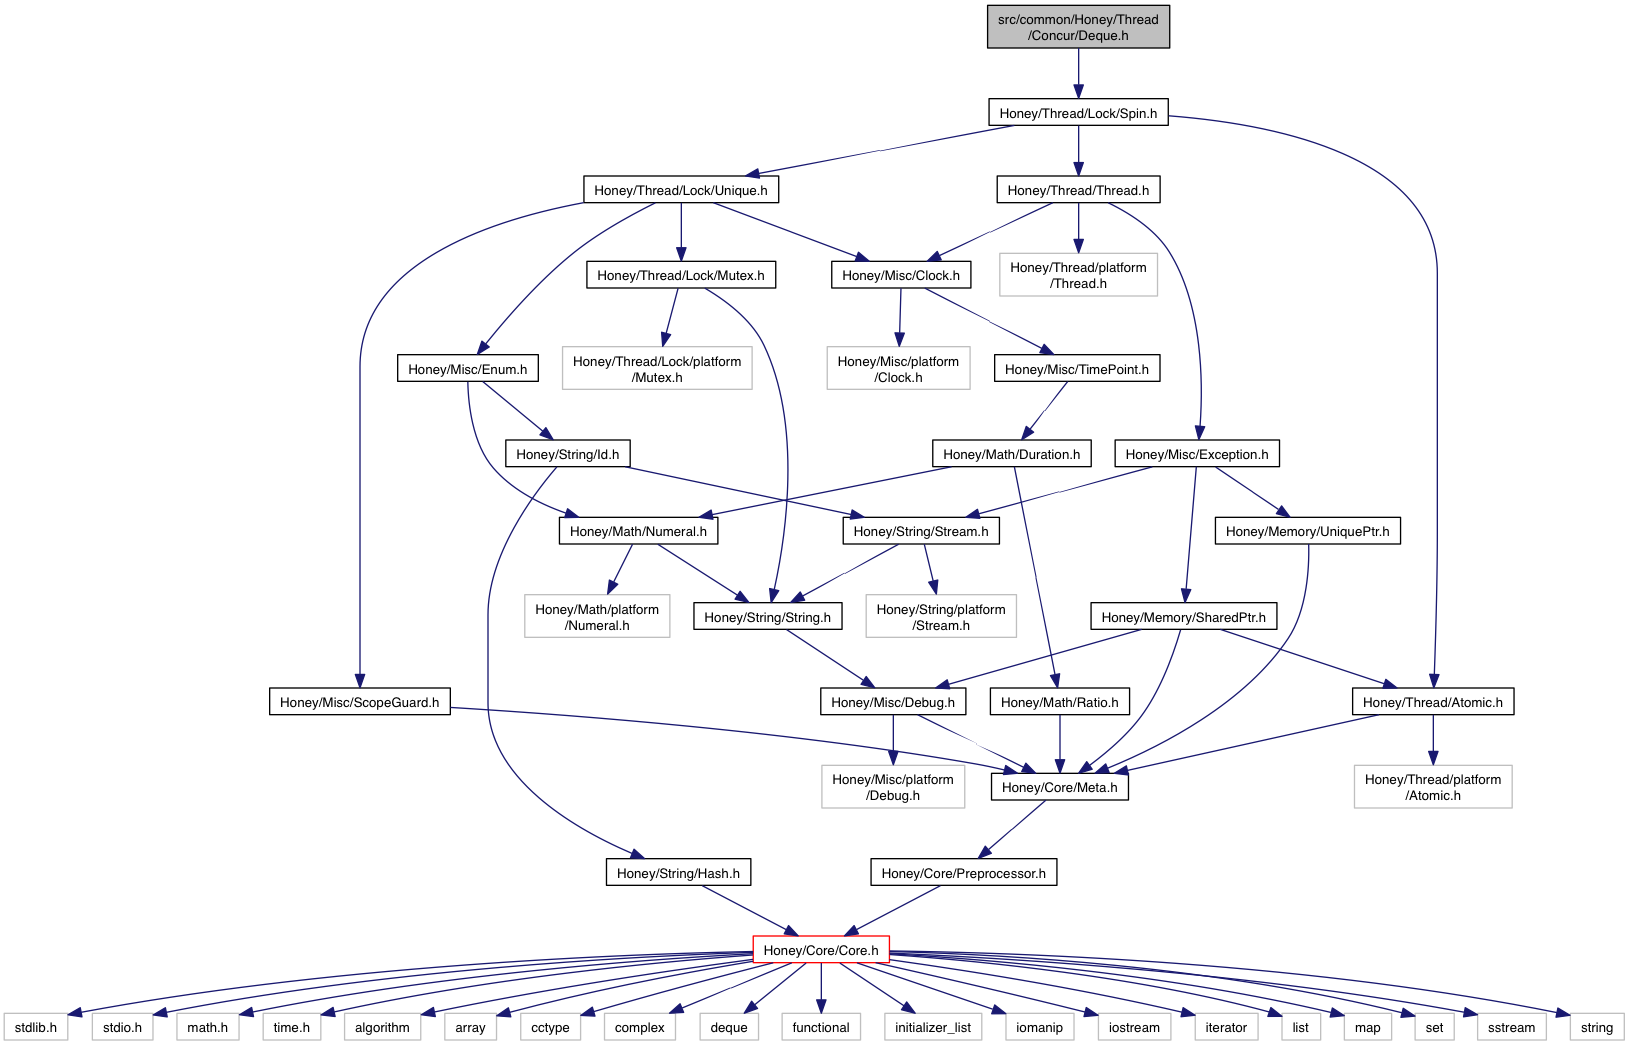 src/common/Honey/Thread
/Concur/Deque.h
Honey/Thread/Lock/Spin.h
Honey/Thread/Lock/Unique.h
Honey/Thread/Thread.h
Honey/Thread/Lock/Mutex.h
Honey/Misc/Clock.h
Honey/Thread/platform
/Thread.h
Honey/Misc/Enum.h
Honey/Thread/Lock/platform
/Mutex.h
Honey/Misc/platform
/Clock.h
Honey/Misc/TimePoint.h
Honey/String/Id.h
Honey/Math/Duration.h
Honey/Misc/Exception.h
Honey/Math/Numeral.h
Honey/String/Stream.h
Honey/Memory/UniquePtr.h
Honey/Math/platform
/Numeral.h
Honey/String/String.h
Honey/String/platform
/Stream.h
Honey/Memory/SharedPtr.h
Honey/Misc/ScopeGuard.h
Honey/Misc/Debug.h
Honey/Math/Ratio.h
Honey/Thread/Atomic.h
Honey/Misc/platform
/Debug.h
Honey/Core/Meta.h
Honey/Thread/platform
/Atomic.h
Honey/String/Hash.h
Honey/Core/Preprocessor.h
Honey/Core/Core.h
stdlib.h
stdio.h
math.h
time.h
algorithm
array
cctype
complex
deque
functional
initializer_list
iomanip
iostream
iterator
list
map
set
sstream
string